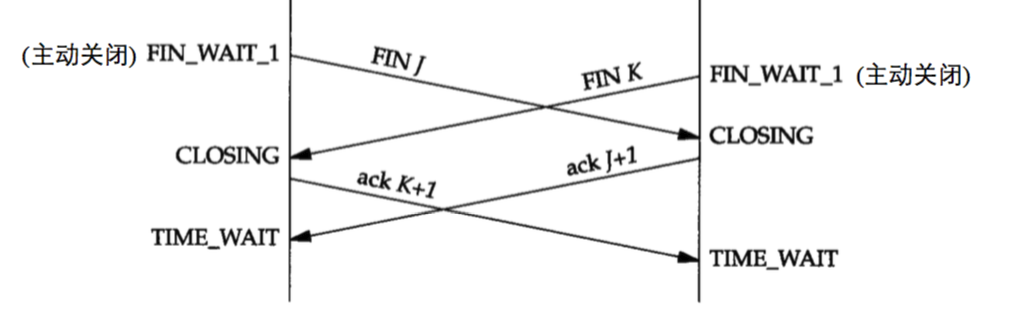 (主动关闭) FIN_WAIT_1
FIN J
FIN K
FIN_WAIT_1 (主动关闭)
CLOSING
CLOSING
ack K+1
ack J+1
TIME_WAIT
TIME_WAIT